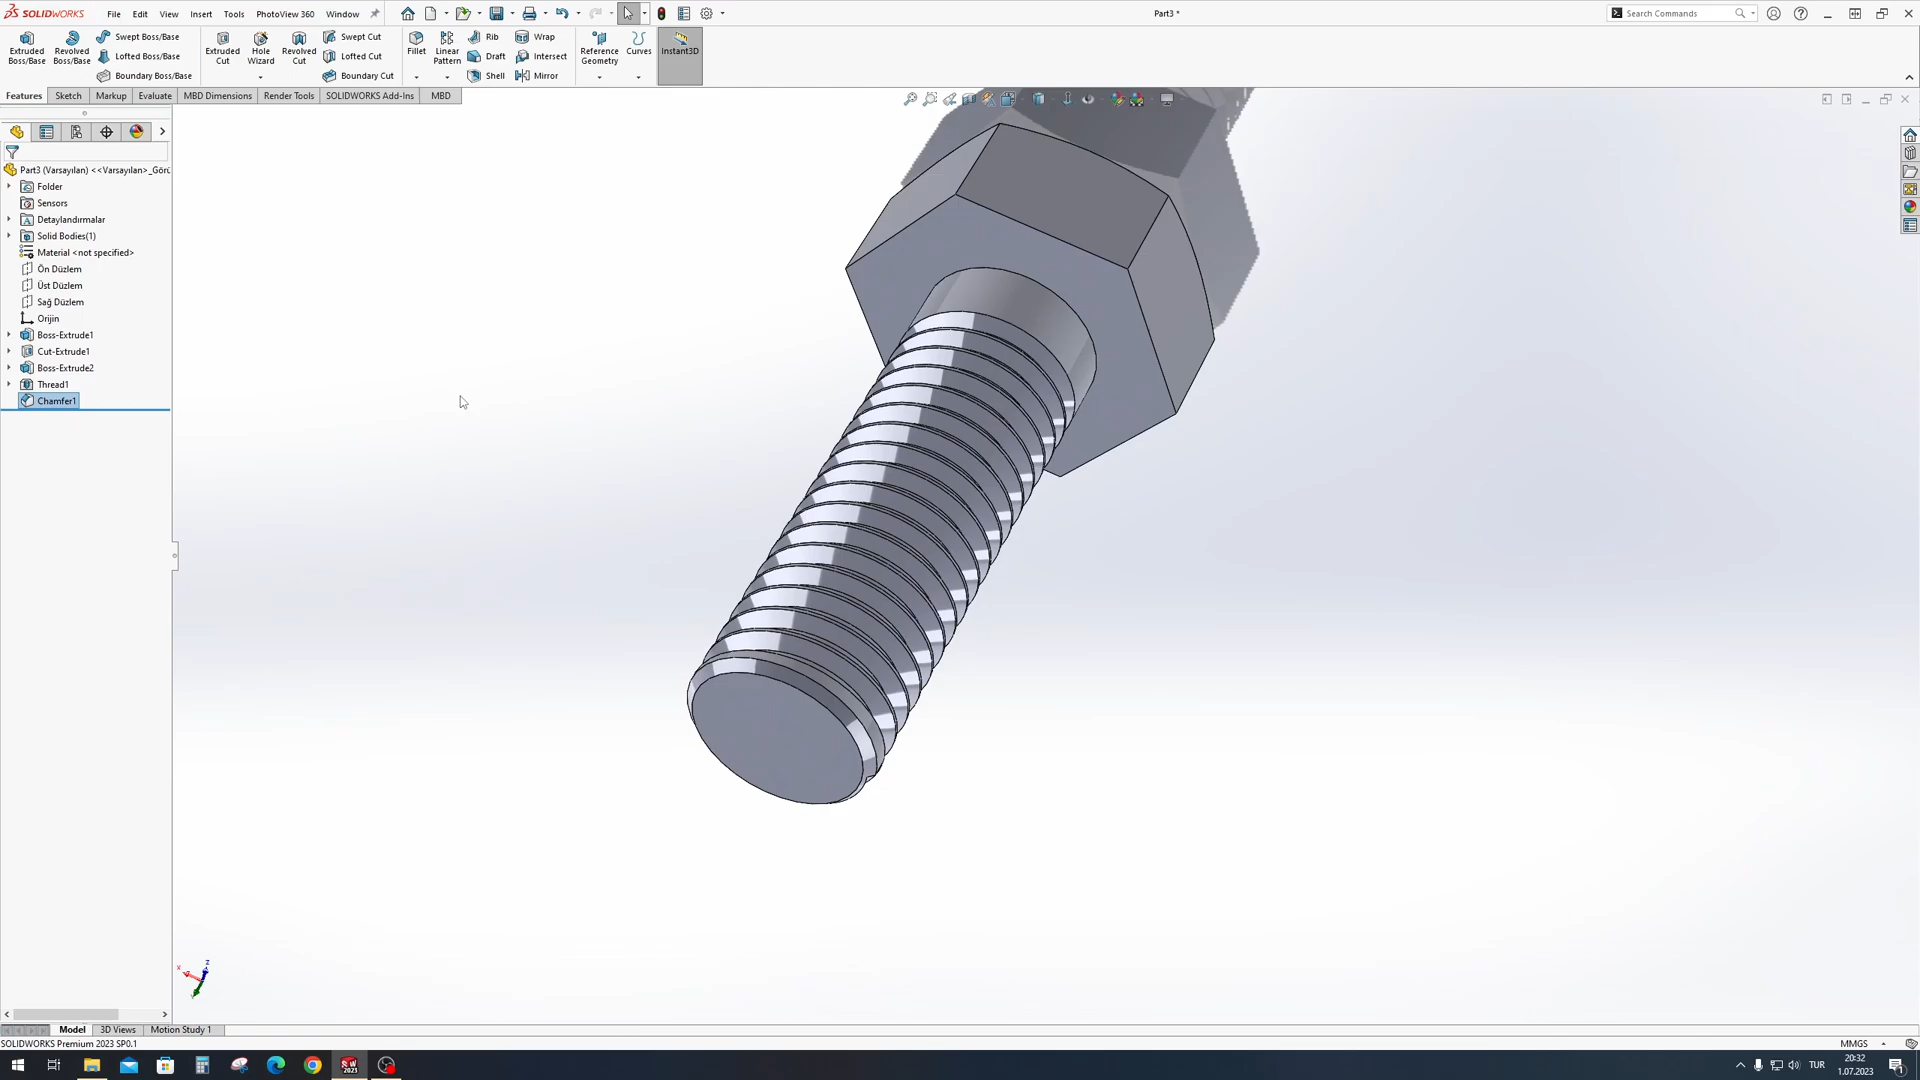 SOLIDWORKS File Edit View Insert Tools PhotoView 360 Window Part3 * Search Commands
Extruded Boss/Base
Revolved Boss/Base
Swept Boss/Base
Lofted Boss/Base
Boundary Boss/Base
Extruded Cut
Hole Wizard
Revolved Cut
Swept Cut
Lofted Cut
Boundary Cut
Fillet
Linear Pattern
Rib
Draft
Shell
Wrap
Intersect
Mirror
Reference Geometry
Curves
Instant3D
Features Sketch Markup Evaluate MBD Dimensions Render Tools SOLIDWORKS Add-Ins MBD
Part3 (Varsayılan) <<Varsayılan>_Görü
Folder
Sensors
Detaylandırmalar
Solid Bodies(1)
Material <not specified>
Ön Düzlem
Üst Düzlem
Sağ Düzlem
Orijin
Boss-Extrude1
Cut-Extrude1
Boss-Extrude2
Thread1
Chamfer1
x
z
Model 3D Views Motion Study 1
SOLIDWORKS Premium 2023 SP0.1 MMGS
SW
2023
TUR
20:32
1.07.2023
1